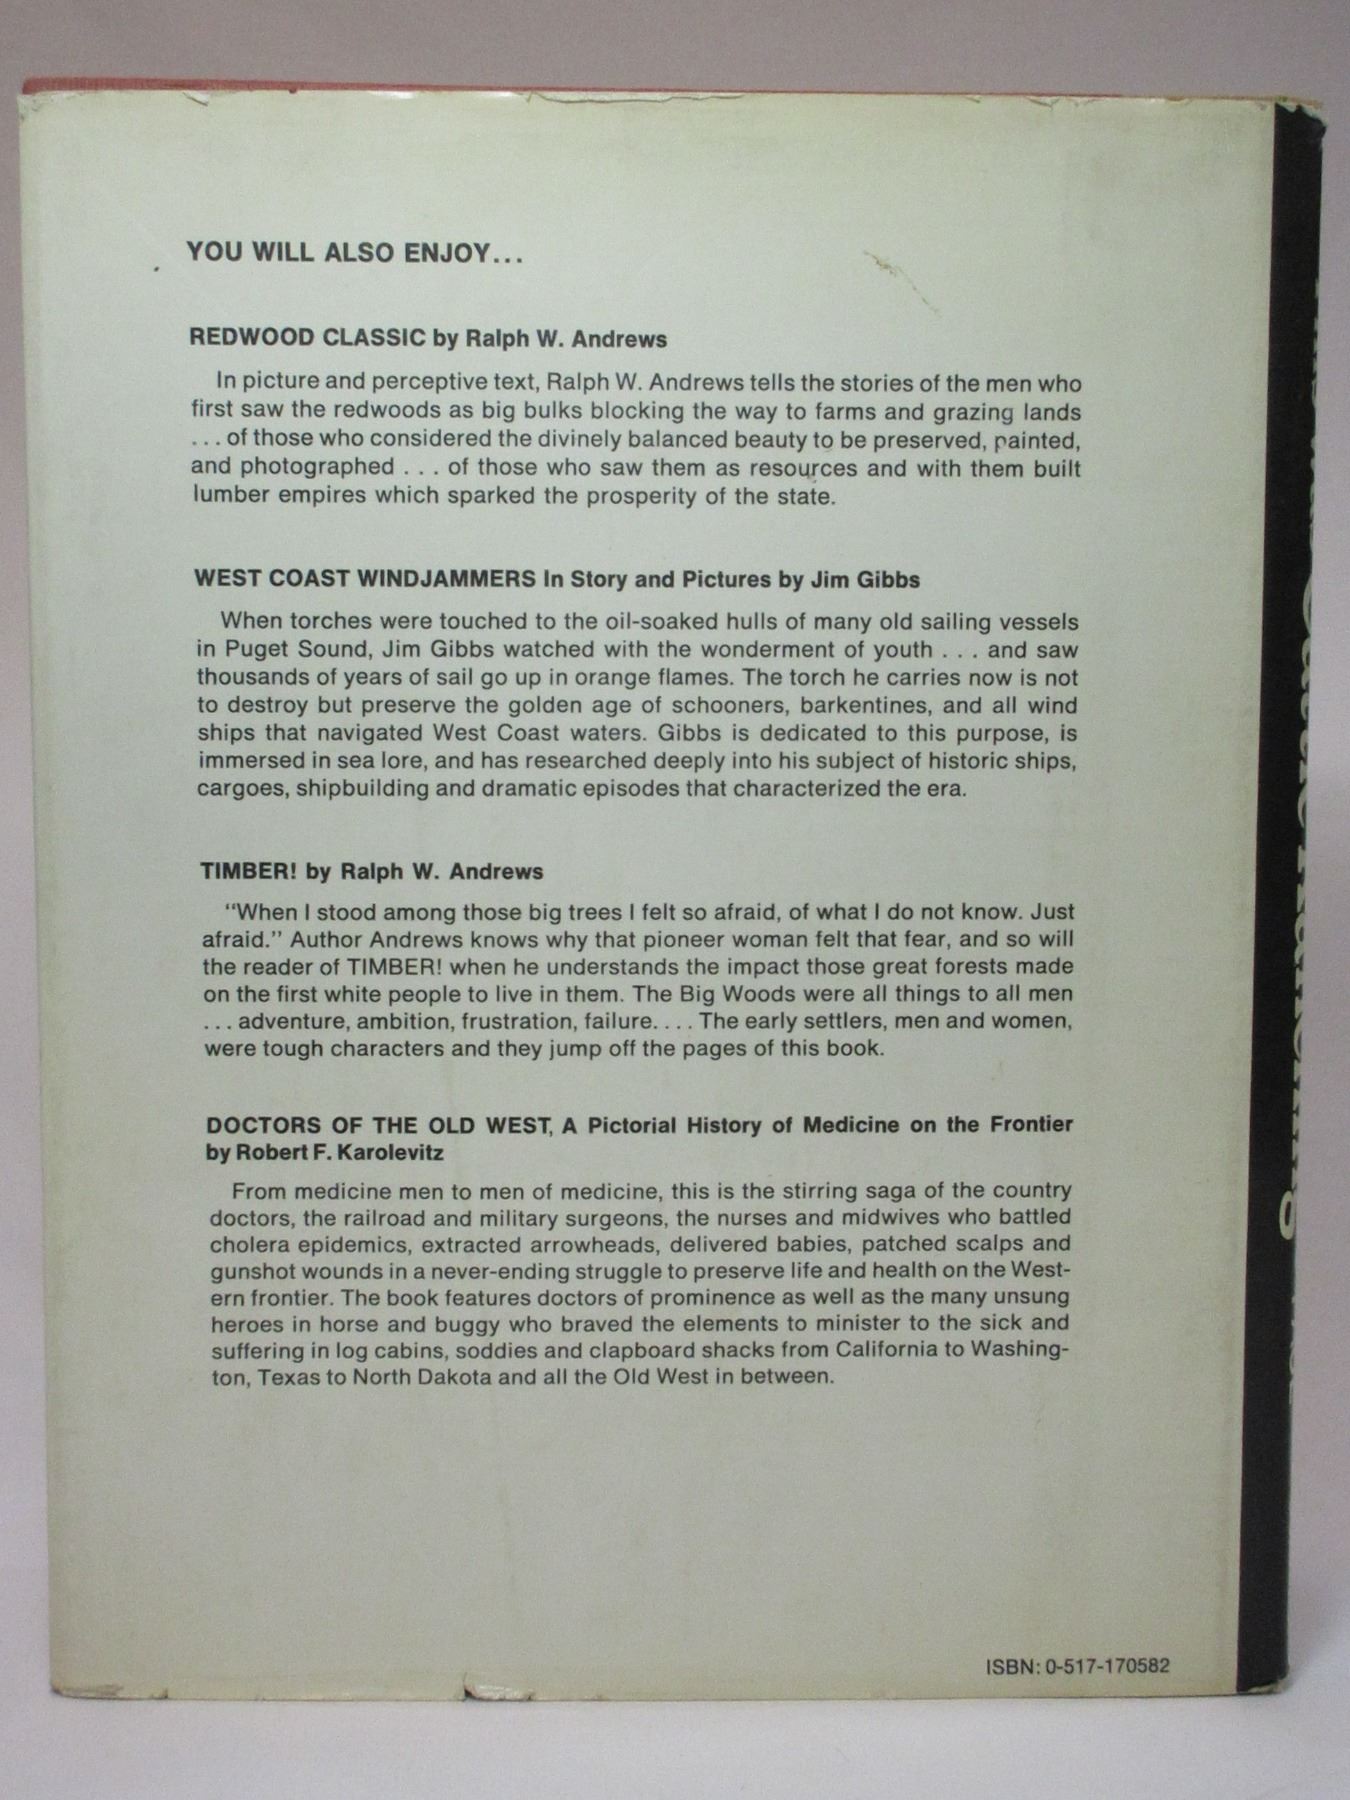 YOU WILL ALSO ENJOY...
REDWOOD CLASSIC by Ralph W. Andrews
In picture and perceptive text, Ralph W. Andrews tells the stories of the men who
first saw the redwoods as big bulks blocking the way to farms and grazing lands
... of those who considered the divinely balanced beauty to be preserved, painted,
and photographed . . . of those who saw them as resources and with them built
lumber empires which sparked the prosperity of the state.
WEST COAST WINDJAMMERS In Story and Pictures by Jim Gibbs
When torches were touched to the oil-soaked hulls of many old sailing vessels
in Puget Sound, Jim Gibbs watched with the wonderment of youth . . . and saw
thousands of years of sail go up in orange flames. The torch he carries now is not
to destroy but preserve the golden age of schooners, barkentines, and all wind
ships that navigated West Coast waters. Gibbs is dedicated to this purpose, is
immersed in sea lore, and has researched deeply into his subject of historic ships,
cargoes, shipbuilding and dramatic episodes that characterized the era.
TIMBER! by Ralph W. Andrews
"When I stood among those big trees I felt so afraid, of what I do not know. Just
afraid." Author Andrews knows why that pioneer woman felt that fear, and so will
the reader of TIMBER! when he understands the impact those great forests made
on the first white people to live in them. The Big Woods were all things to all men
... adventure, ambition, frustration, failure.... The early settlers, men and women,
were tough characters and they jump off the pages of this book.
DOCTORS OF THE OLD WEST, A Pictorial History of Medicine on the Frontier
by Robert F. Karolevitz
From medicine men to men of medicine, this is the stirring saga of the country
doctors, the railroad and military surgeons, the nurses and midwives who battled
cholera epidemics, extracted arrowheads, delivered babies, patched scalps and
gunshot wounds in a never-ending struggle to preserve life and health on the West-
ern frontier. The book features doctors of prominence as well as the many unsung
heroes in horse and buggy who braved the elements to minister to the sick and
suffering in log cabins, soddies and clapboard shacks from California to Washing-
ton, Texas to North Dakota and all the Old West in between.
ISBN: 0-517-170582